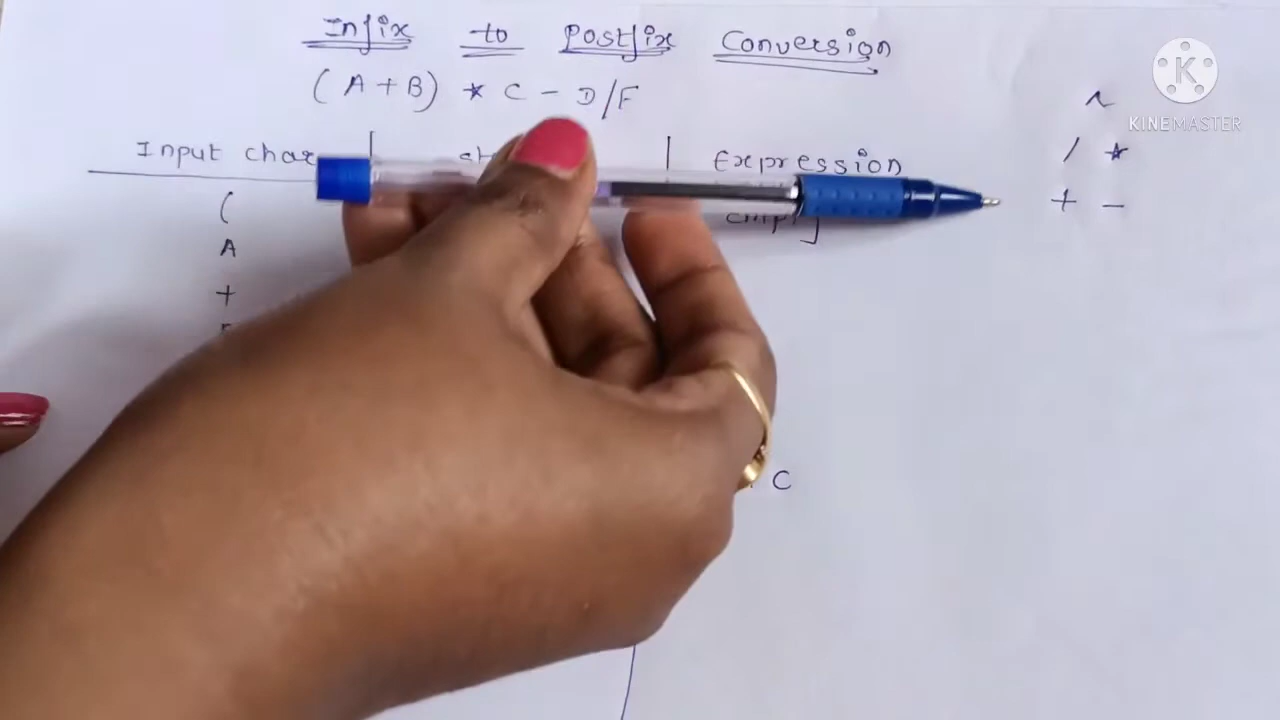 Infix to Postfix Conversion
(A+B) * C - D/F
^
KINEMASTER
Input char Expression
/ *
(
+ -
A
+
C